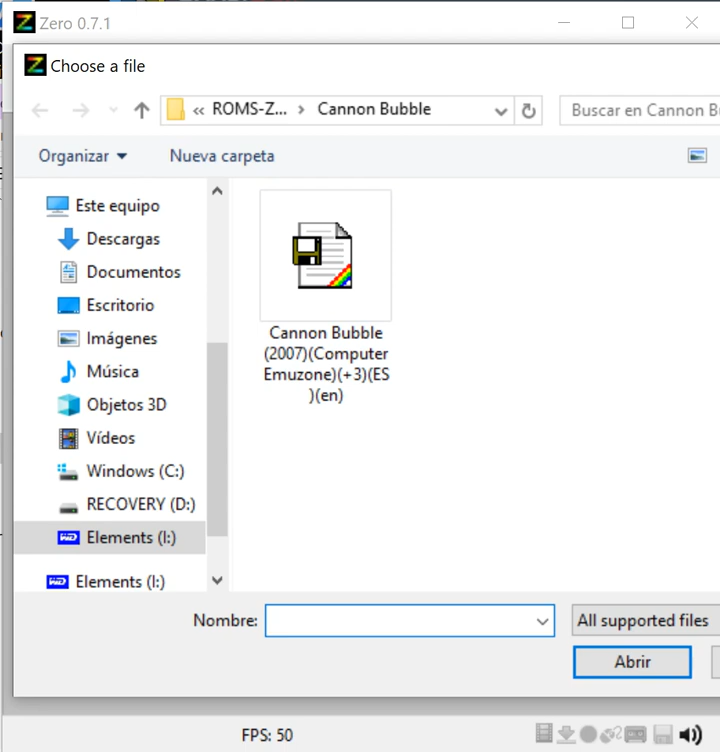 Zero 0.7.1
Choose a file
« ROMS-Z... › Cannon Bubble
Buscar en Cannon B
Organizar
Nueva carpeta
Este equipo
Descargas
Documentos
Escritorio
Imágenes
Música
Objetos 3D
Vídeos
Windows (C:)
RECOVERY (D:)
Elements (I:)
Elements (I:)
Cannon Bubble
(2007)(Computer
Emuzone)(+3)(ES
)(en)
Nombre:
All supported files
Abrir
FPS: 50